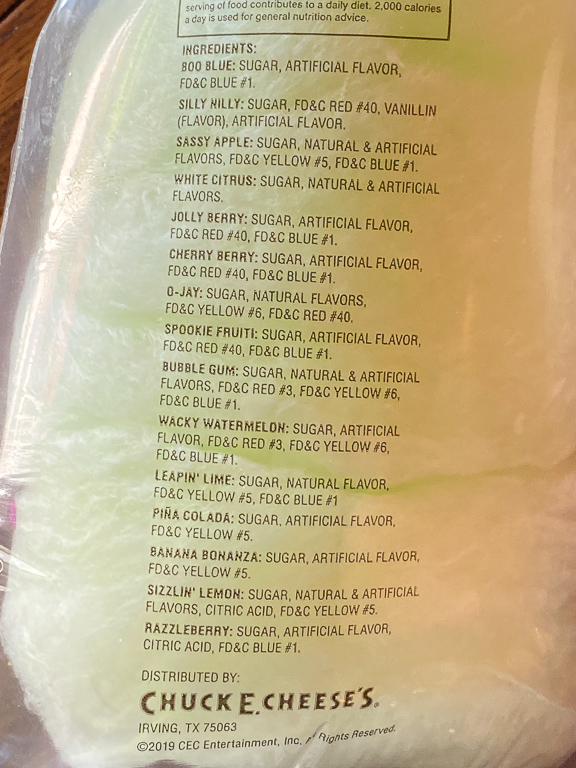 serving of food contributes to a daily diet. 2,000 calories
a day is used for general nutrition advice.
INGREDIENTS:
BOO BLUE: SUGAR, ARTIFICIAL FLAVOR,
FD&C BLUE #1.
SILLY NILLY: SUGAR, FD&C RED #40, VANILLIN
(FLAVOR), ARTIFICIAL FLAVOR.
SASSY APPLE: SUGAR, NATURAL & ARTIFICIAL
FLAVORS, FD&C YELLOW #5, FD&C BLUE #1.
WHITE CITRUS: SUGAR, NATURAL & ARTIFICIAL
FLAVORS.
JOLLY BERRY: SUGAR, ARTIFICIAL FLAVOR,
FD&C RED #40, FD&C BLUE #1.
CHERRY BERRY: SUGAR, ARTIFICIAL FLAVOR,
FD&C RED #40, FD&C BLUE #1.
O-JAY: SUGAR, NATURAL FLAVORS,
FD&C YELLOW #6, FD&C RED #40,
SPOOKIE FRUITI: SUGAR, ARTIFICIAL FLAVOR,
FD&C RED #40, FD&C BLUE #1.
BUBBLE GUM: SUGAR, NATURAL & ARTIFICIAL
FLAVORS, FD&C RED #3, FD&C YELLOW #6,
FD&C BLUE #1.
WACKY WATERMELON: SUGAR, ARTIFICIAL
FLAVOR, FD&C RED #3, FD&C YELLOW #6,
FD&C BLUE #1.
LEAPIN' LIME: SUGAR, NATURAL FLAVOR,
FD&C YELLOW #5, FD&C BLUE #1
PIÑA COLADA: SUGAR, ARTIFICIAL FLAVOR,
FD&C YELLOW #5.
BANANA BONANZA: SUGAR, ARTIFICIAL FLAVOR,
FD&C YELLOW #5.
SIZZLIN' LEMON: SUGAR, NATURAL & ARTIFICIAL
FLAVORS, CITRIC ACID, FD&C YELLOW #5.
RAZZLEBERRY: SUGAR, ARTIFICIAL FLAVOR,
CITRIC ACID, FD&C BLUE #1.
DISTRIBUTED BY:
CHUCK E. CHEESE'S®
IRVING, TX 75063
©2019 CEC Entertainment, Inc. Rights Reserved.